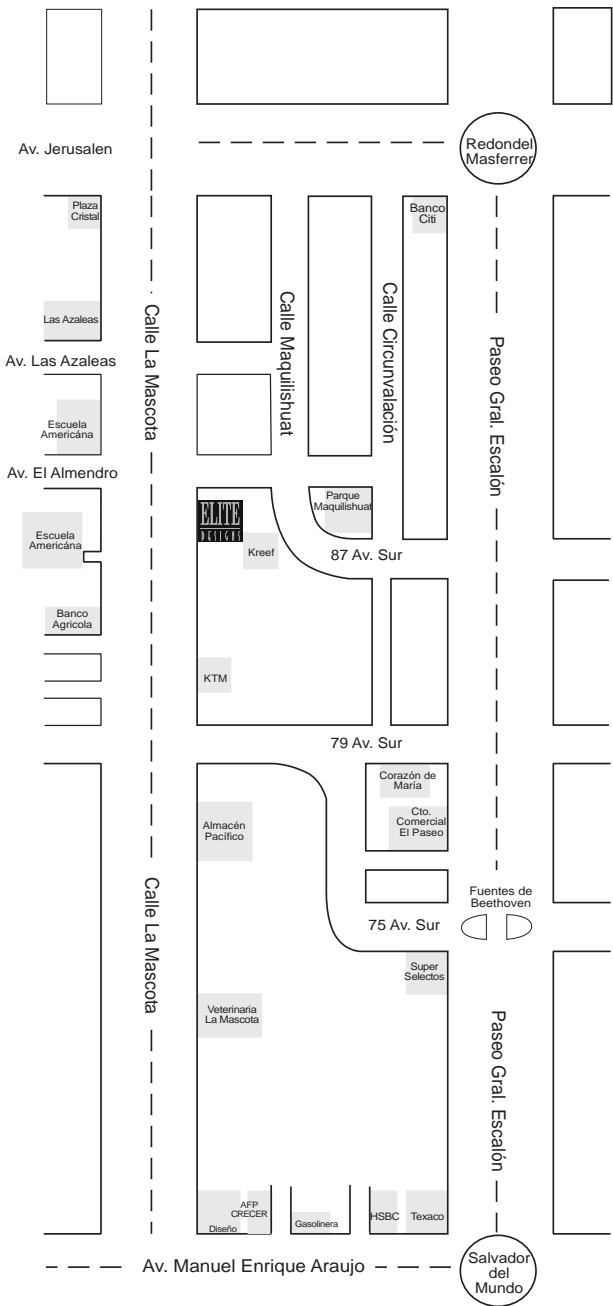 Av. Jerusalen
Redondel
Masferrer
Plaza
Cristal
Banco
Citi
Las Azaleas
Calle La Mascota
Calle Maquilishuat
Calle Circunvalación
Paseo Gral. Escalón
Av. Las Azaleas
Escuela
Americána
Av. El Almendro
ELITE
DESIGNS
Parque
Maquilishuat
Escuela
Americána
Kreef
87 Av. Sur
Banco
Agricola
KTM
79 Av. Sur
Corazón de
María
Almacén
Pacífico
Cto.
Comercial
El Paseo
Calle La Mascota
Fuentes de
Beethoven
75 Av. Sur
Super
Selectos
Veterinaria
La Mascota
Paseo Gral. Escalón
AFP
CRECER
Diseño
Gasolinera
HSBC
Texaco
Av. Manuel Enrique Araujo
Salvador
del
Mundo